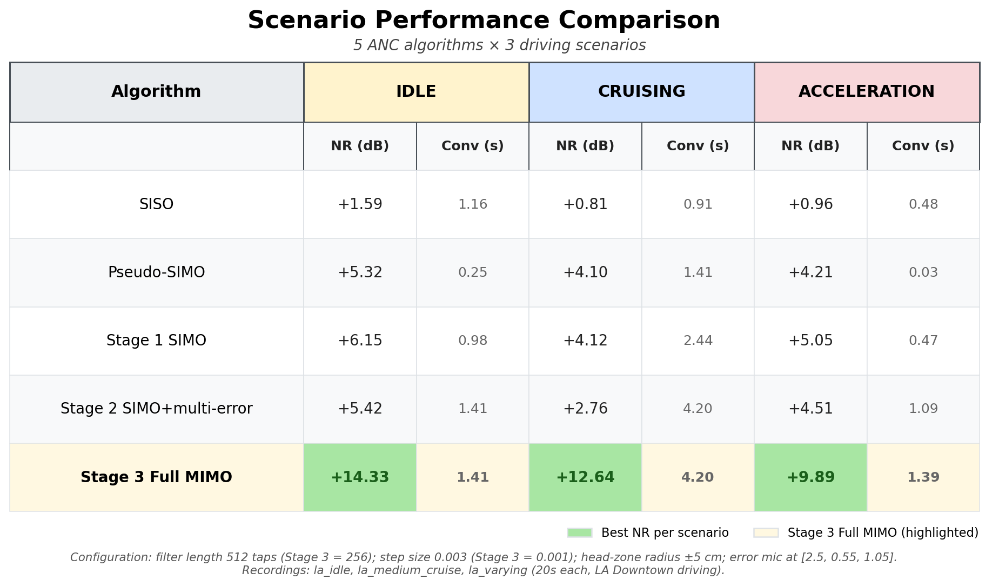 Scenario Performance Comparison
5 ANC algorithms × 3 driving scenarios
Algorithm IDLE CRUISING ACCELERATION
NR (dB) Conv (s) NR (dB) Conv (s) NR (dB) Conv (s)
SISO +1.59 1.16 +0.81 0.91 +0.96 0.48
Pseudo-SIMO +5.32 0.25 +4.10 1.41 +4.21 0.03
Stage 1 SIMO +6.15 0.98 +4.12 2.44 +5.05 0.47
Stage 2 SIMO+multi-error +5.42 1.41 +2.76 4.20 +4.51 1.09
Stage 3 Full MIMO +14.33 1.41 +12.64 4.20 +9.89 1.39
Best NR per scenario Stage 3 Full MIMO (highlighted)
Configuration: filter length 512 taps (Stage 3 = 256); step size 0.003 (Stage 3 = 0.001); head-zone radius ±5 cm; error mic at [2.5, 0.55, 1.05].
Recordings: la_idle, la_medium_cruise, la_varying (20s each, LA Downtown driving).